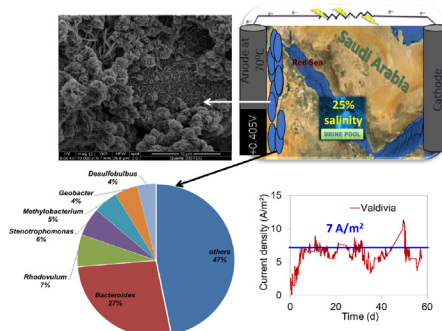 Anode at
70°C
+0.405V
Red Sea
Saudi Arabia
25%
salinity
BRINE POOL
Cathode
Desulfobulbus
4%
Geobacter
4%
Methylobacterium
5%
Stenotrophomonas
6%
Rhodovulum
7%
Bacteroides
27%
others
47%
Current density (A/m²)
15
10
5
0
Valdivia
7 A/m²
0
20
40
60
Time (d)